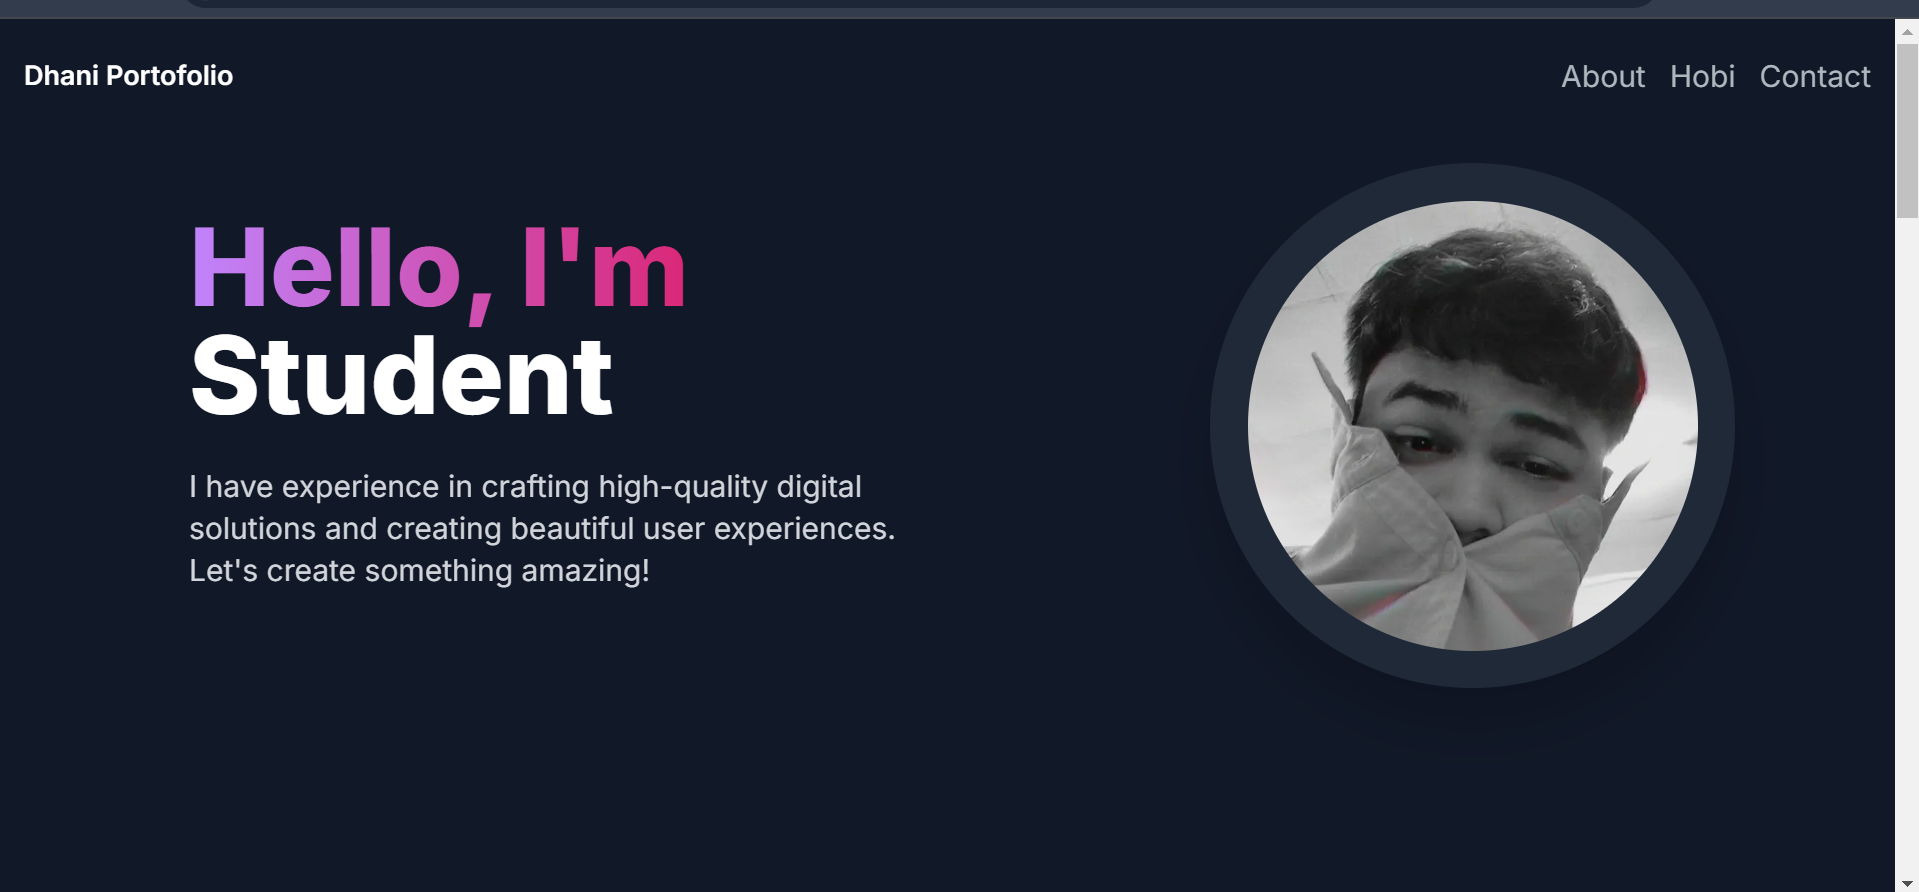 Dhani Portofolio
About Hobi Contact
Hello, I'm
Student
I have experience in crafting high-quality digital
solutions and creating beautiful user experiences.
Let's create something amazing!